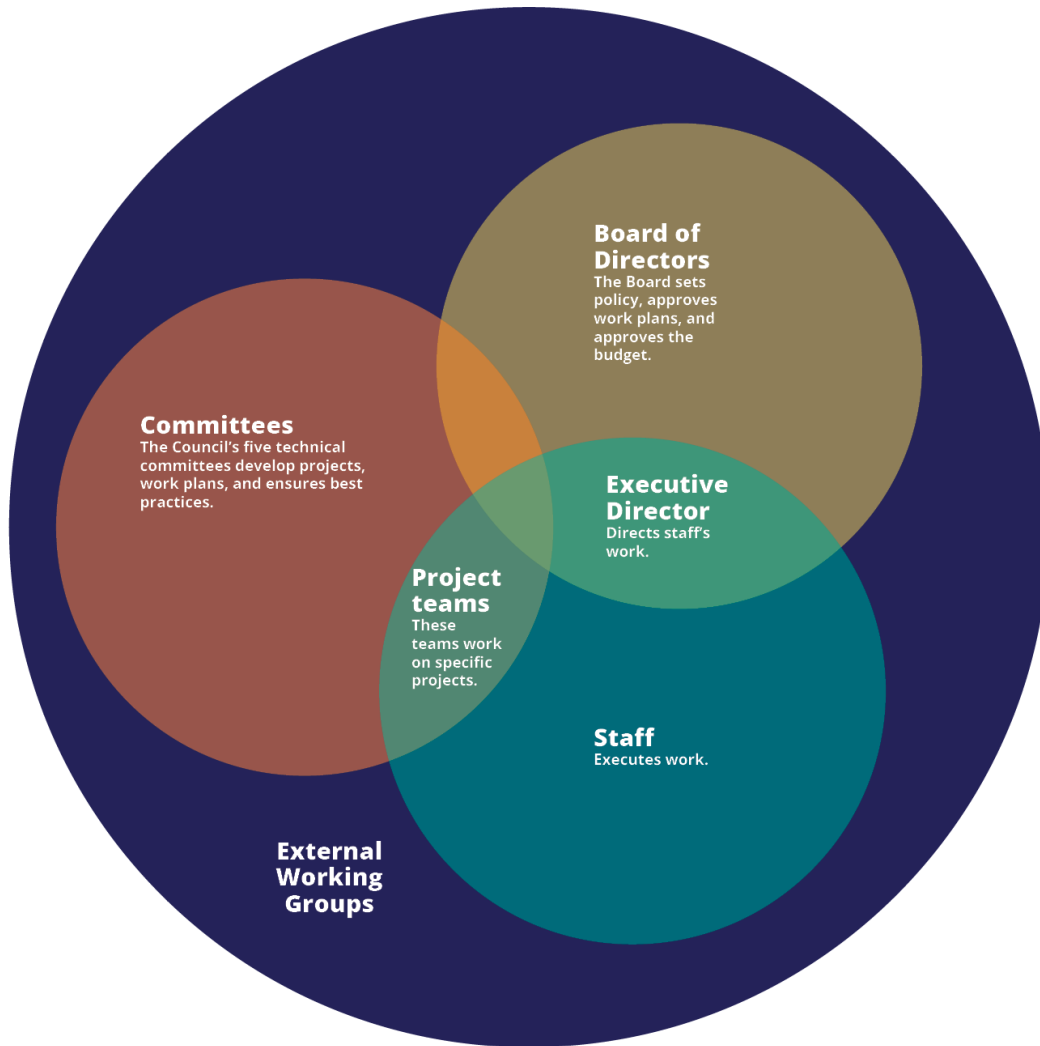 Board of
Directors
The Board sets
policy, approves
work plans, and
approves the
budget.
Committees
The Council’s five technical
committees develop projects,
work plans, and ensures best
practices.
Executive
Director
Directs staff’s
work.
Project
teams
These
teams work
on specific
projects.
Staff
Executes work.
External
Working
Groups